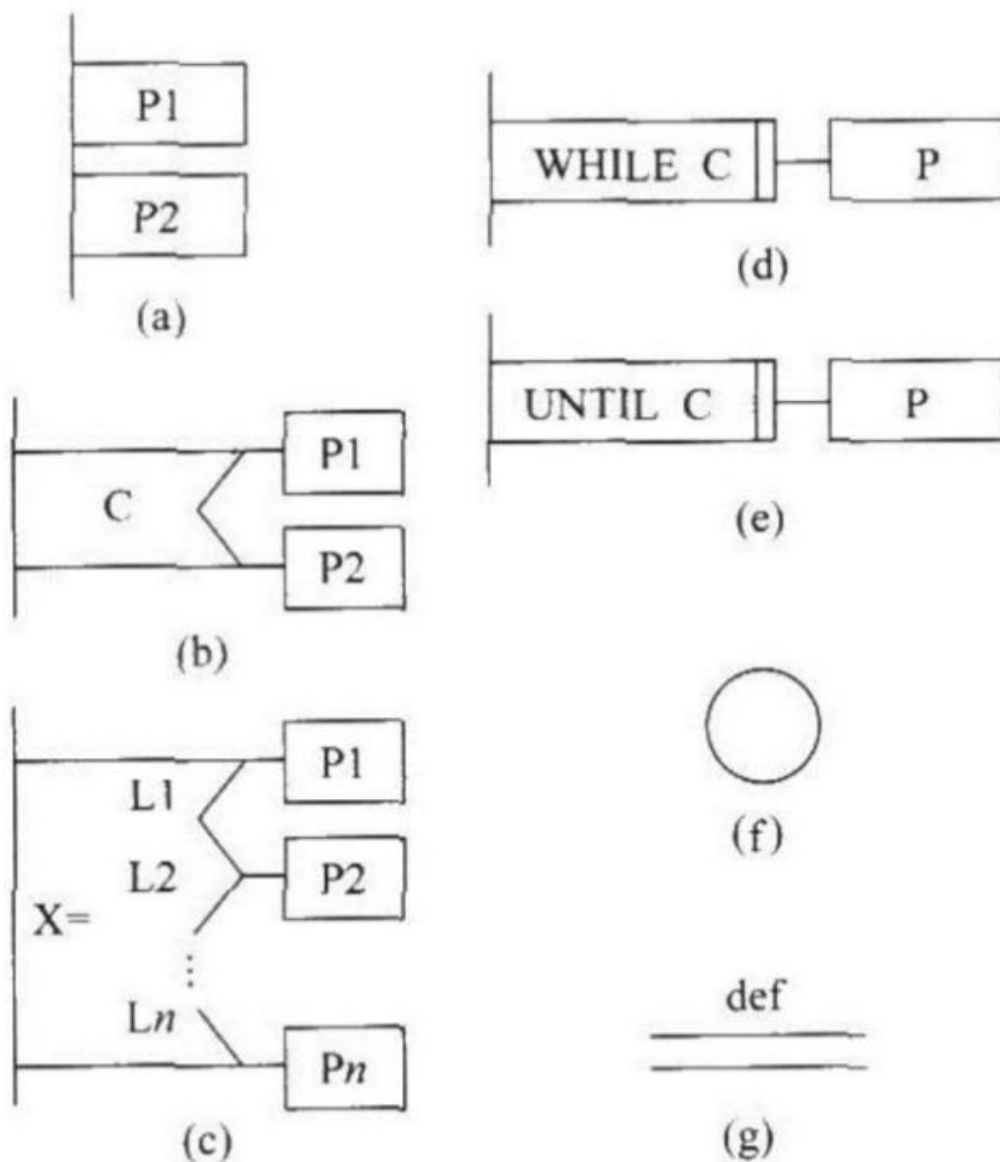 P1
P2
(a)
C
P1
P2
(b)
X=
L1
L2
⋮
Ln
P1
P2
Pn
(c)
WHILE C
P
(d)
UNTIL C
P
(e)
(f)
def
(g)